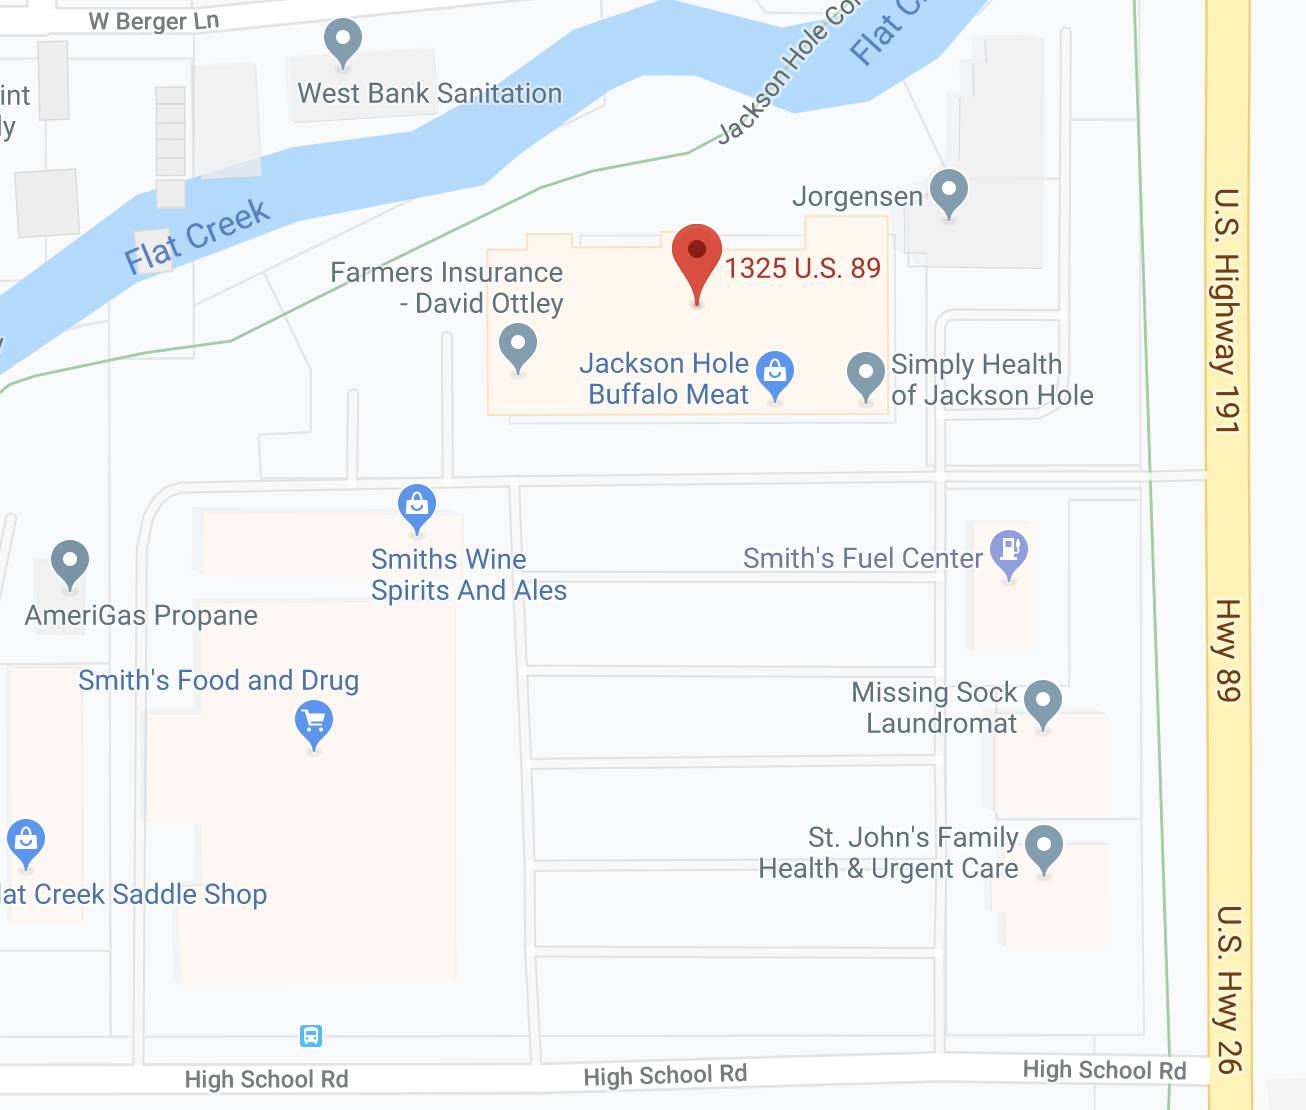 W Berger Ln
West Bank Sanitation
int
ly
Flat C
Jackson Hole Co
Jorgensen
Flat Creek
1325 U.S. 89
Farmers Insurance
- David Ottley
Jackson Hole
Buffalo Meat
Simply Health
of Jackson Hole
U.S. Highway 191
y
Smiths Wine
Spirits And Ales
Smith's Fuel Center
AmeriGas Propane
Hwy 89
Smith's Food and Drug
Missing Sock
Laundromat
St. John's Family
Health & Urgent Care
lat Creek Saddle Shop
U.S. Hwy 26
High School Rd
High School Rd
High School Rd